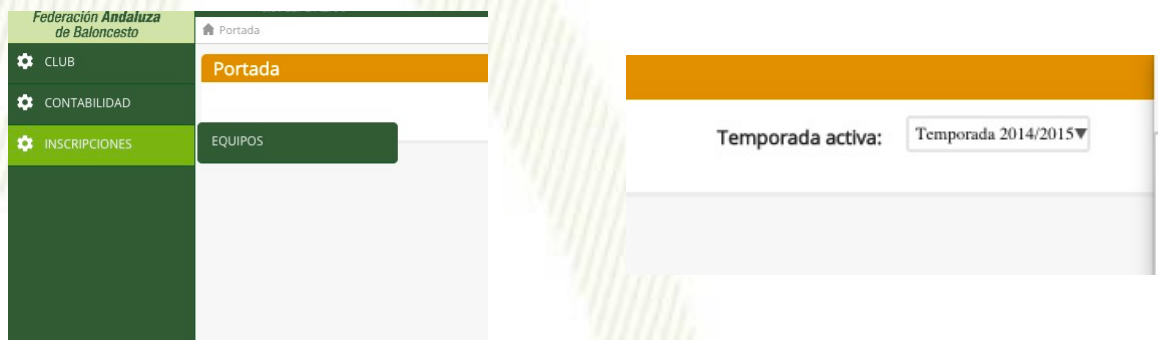 Federación Andaluza
de Baloncesto
Portada
CLUB
Portada
CONTABILIDAD
INSCRIPCIONES
EQUIPOS
Temporada activa:
Temporada 2014/2015